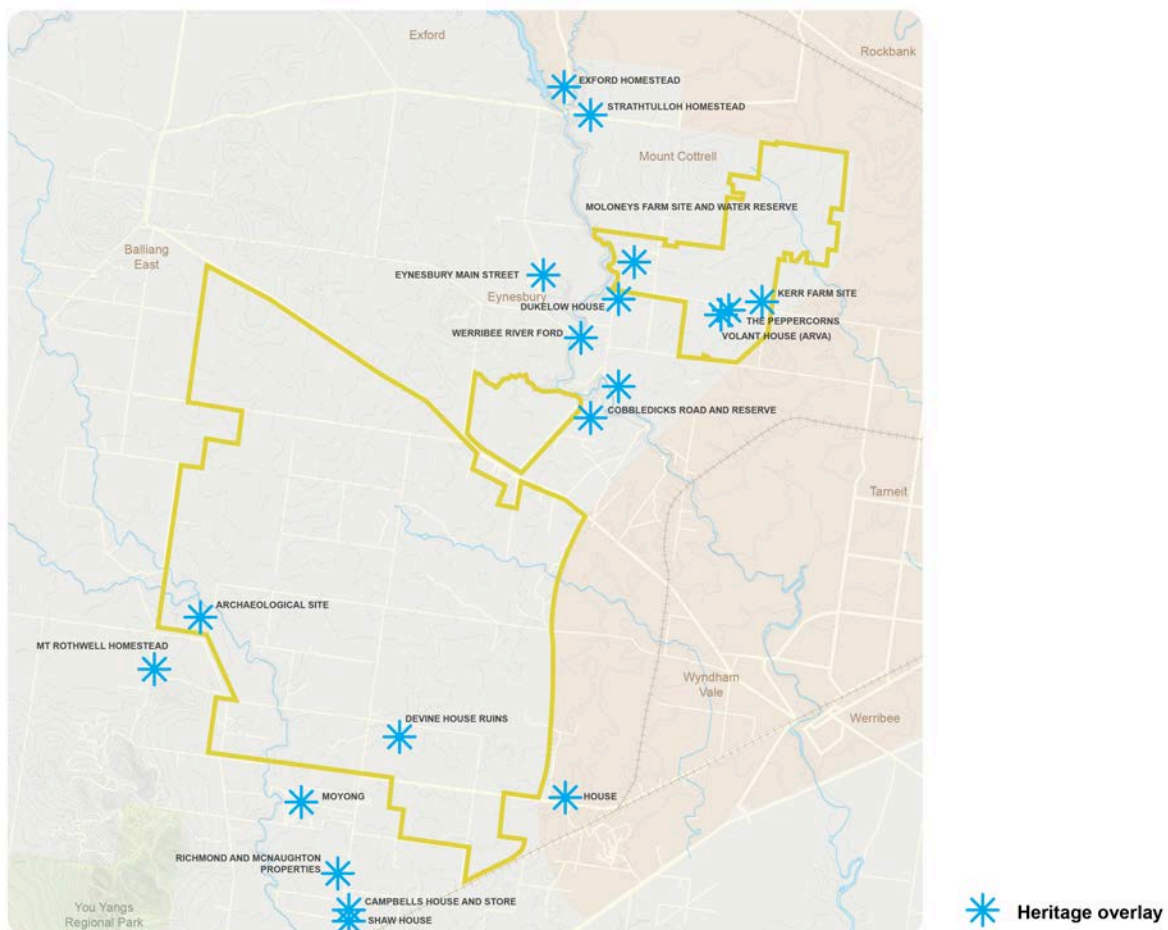 Exford
Rockbank
EXFORD HOMESTEAD
STRATHTULLOH HOMESTEAD
Mount Cottrell
MOLONEYS FARM SITE AND WATER RESERVE
Balliang
East
EYNESBURY MAIN STREET
Eynesbury
DUKELOW HOUSE
KERR FARM SITE
THE PEPPERCORNS
WERRIBEE RIVER FORD
VOLANT HOUSE (ARVA)
COBBLEDICKS ROAD AND RESERVE
Tarneit
ARCHAEOLOGICAL SITE
MT ROTHWELL HOMESTEAD
Wyndham
Vale
DEVINE HOUSE RUINS
Werribee
MOYONG
HOUSE
RICHMOND AND MCNAUGHTON
PROPERTIES
CAMPBELLS HOUSE AND STORE
You Yangs
Regional Park
SHAW HOUSE
Heritage overlay